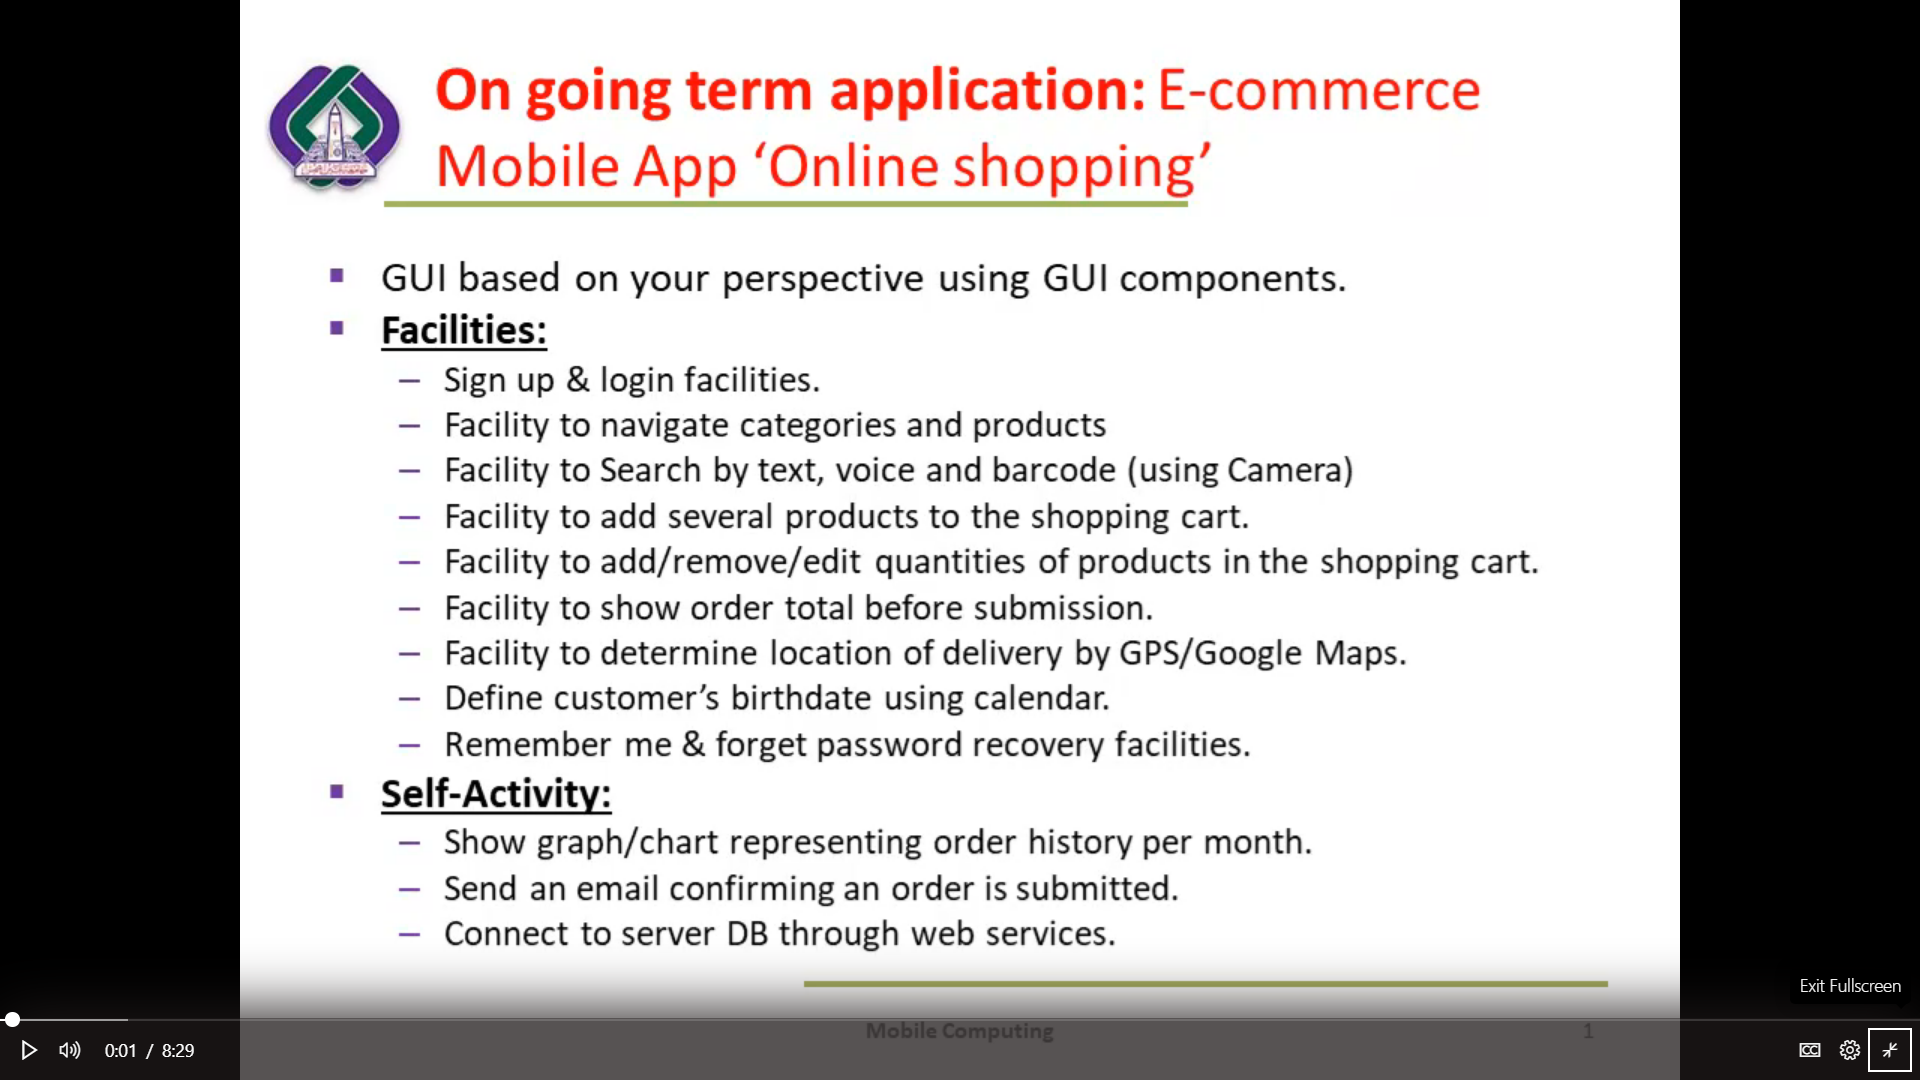 On going term application: E-commerce
Mobile App ‘Online shopping’
▪ GUI based on your perspective using GUI components.
▪ Facilities:
– Sign up & login facilities.
– Facility to navigate categories and products
– Facility to Search by text, voice and barcode (using Camera)
– Facility to add several products to the shopping cart.
– Facility to add/remove/edit quantities of products in the shopping cart.
– Facility to show order total before submission.
– Facility to determine location of delivery by GPS/Google Maps.
– Define customer’s birthdate using calendar.
– Remember me & forget password recovery facilities.
▪ Self-Activity:
– Show graph/chart representing order history per month.
– Send an email confirming an order is submitted.
– Connect to server DB through web services.
Exit Fullscreen
Mobile Computing 1
0:01 / 8:29
CC